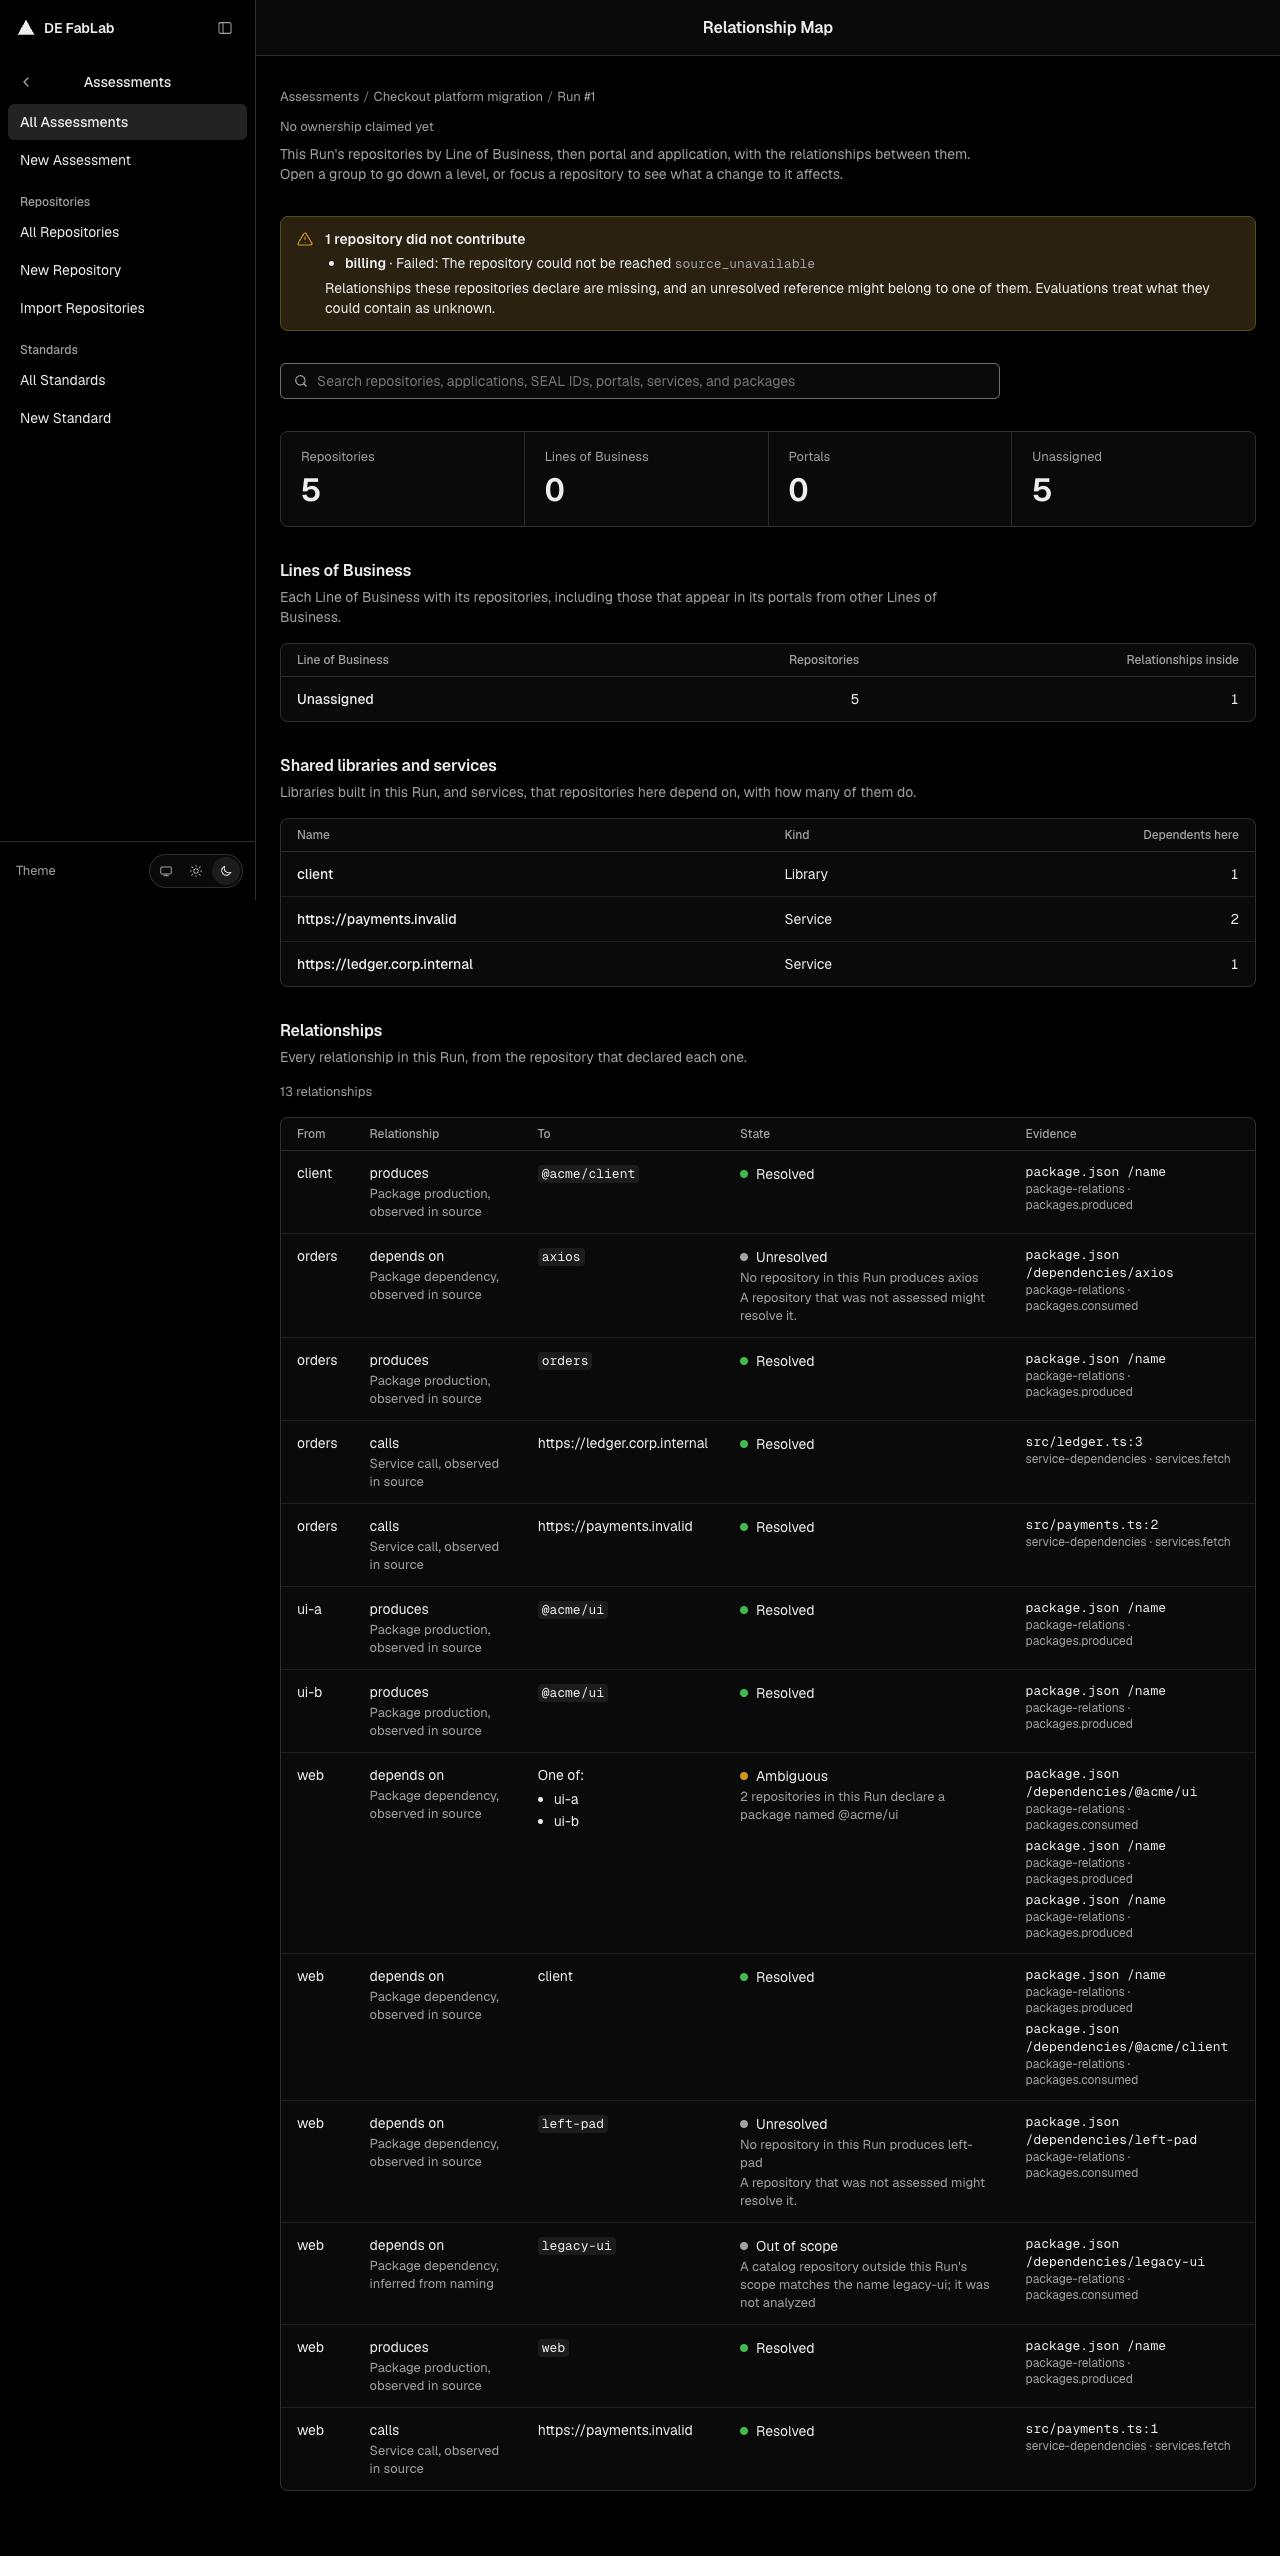 DE FabLab
Relationship Map
Assessments
All Assessments
New Assessment
Repositories
All Repositories
New Repository
Import Repositories
Standards
All Standards
New Standard
Theme
Assessments / Checkout platform migration / Run #1
No ownership claimed yet
This Run's repositories by Line of Business, then portal and application, with the relationships between them.
Open a group to go down a level, or focus a repository to see what a change to it affects.
1 repository did not contribute
• billing · Failed: The repository could not be reached source_unavailable
Relationships these repositories declare are missing, and an unresolved reference might belong to one of them. Evaluations treat what they
could contain as unknown.
Search repositories, applications, SEAL IDs, portals, services, and packages
Repositories Lines of Business Portals Unassigned
5 0 0 5
Lines of Business
Each Line of Business with its repositories, including those that appear in its portals from other Lines of
Business.
Line of Business Repositories Relationships inside
Unassigned 5 1
Shared libraries and services
Libraries built in this Run, and services, that repositories here depend on, with how many of them do.
Name Kind Dependents here
client Library 1
https://payments.invalid Service 2
https://ledger.corp.internal Service 1
Relationships
Every relationship in this Run, from the repository that declared each one.
13 relationships
From Relationship To State Evidence
client produces @acme/client Resolved package.json /name
Package production, package-relations ·
observed in source packages.produced
orders depends on axios Unresolved package.json
Package dependency, No repository in this Run produces axios /dependencies/axios
observed in source A repository that was not assessed might package-relations ·
resolve it. packages.consumed
orders produces orders Resolved package.json /name
Package production, package-relations ·
observed in source packages.produced
orders calls https://ledger.corp.internal Resolved src/ledger.ts:3
Service call, observed service-dependencies · services.fetch
in source
orders calls https://payments.invalid Resolved src/payments.ts:2
Service call, observed service-dependencies · services.fetch
in source
ui-a produces @acme/ui Resolved package.json /name
Package production, package-relations ·
observed in source packages.produced
ui-b produces @acme/ui Resolved package.json /name
Package production, package-relations ·
observed in source packages.produced
web depends on One of: Ambiguous package.json
Package dependency, • ui-a 2 repositories in this Run declare a /dependencies/@acme/ui
observed in source • ui-b package named @acme/ui package-relations ·
packages.consumed
package.json /name
package-relations ·
packages.produced
package.json /name
package-relations ·
packages.produced
web depends on client Resolved package.json /name
Package dependency, package-relations ·
observed in source packages.produced
package.json
/dependencies/@acme/client
package-relations ·
packages.consumed
web depends on left-pad Unresolved package.json
Package dependency, No repository in this Run produces left- /dependencies/left-pad
observed in source pad package-relations ·
A repository that was not assessed might packages.consumed
resolve it.
web depends on legacy-ui Out of scope package.json
Package dependency, A catalog repository outside this Run's /dependencies/legacy-ui
inferred from naming scope matches the name legacy-ui; it was package-relations ·
not analyzed packages.consumed
web produces web Resolved package.json /name
Package production, package-relations ·
observed in source packages.produced
web calls https://payments.invalid Resolved src/payments.ts:1
Service call, observed service-dependencies · services.fetch
in source